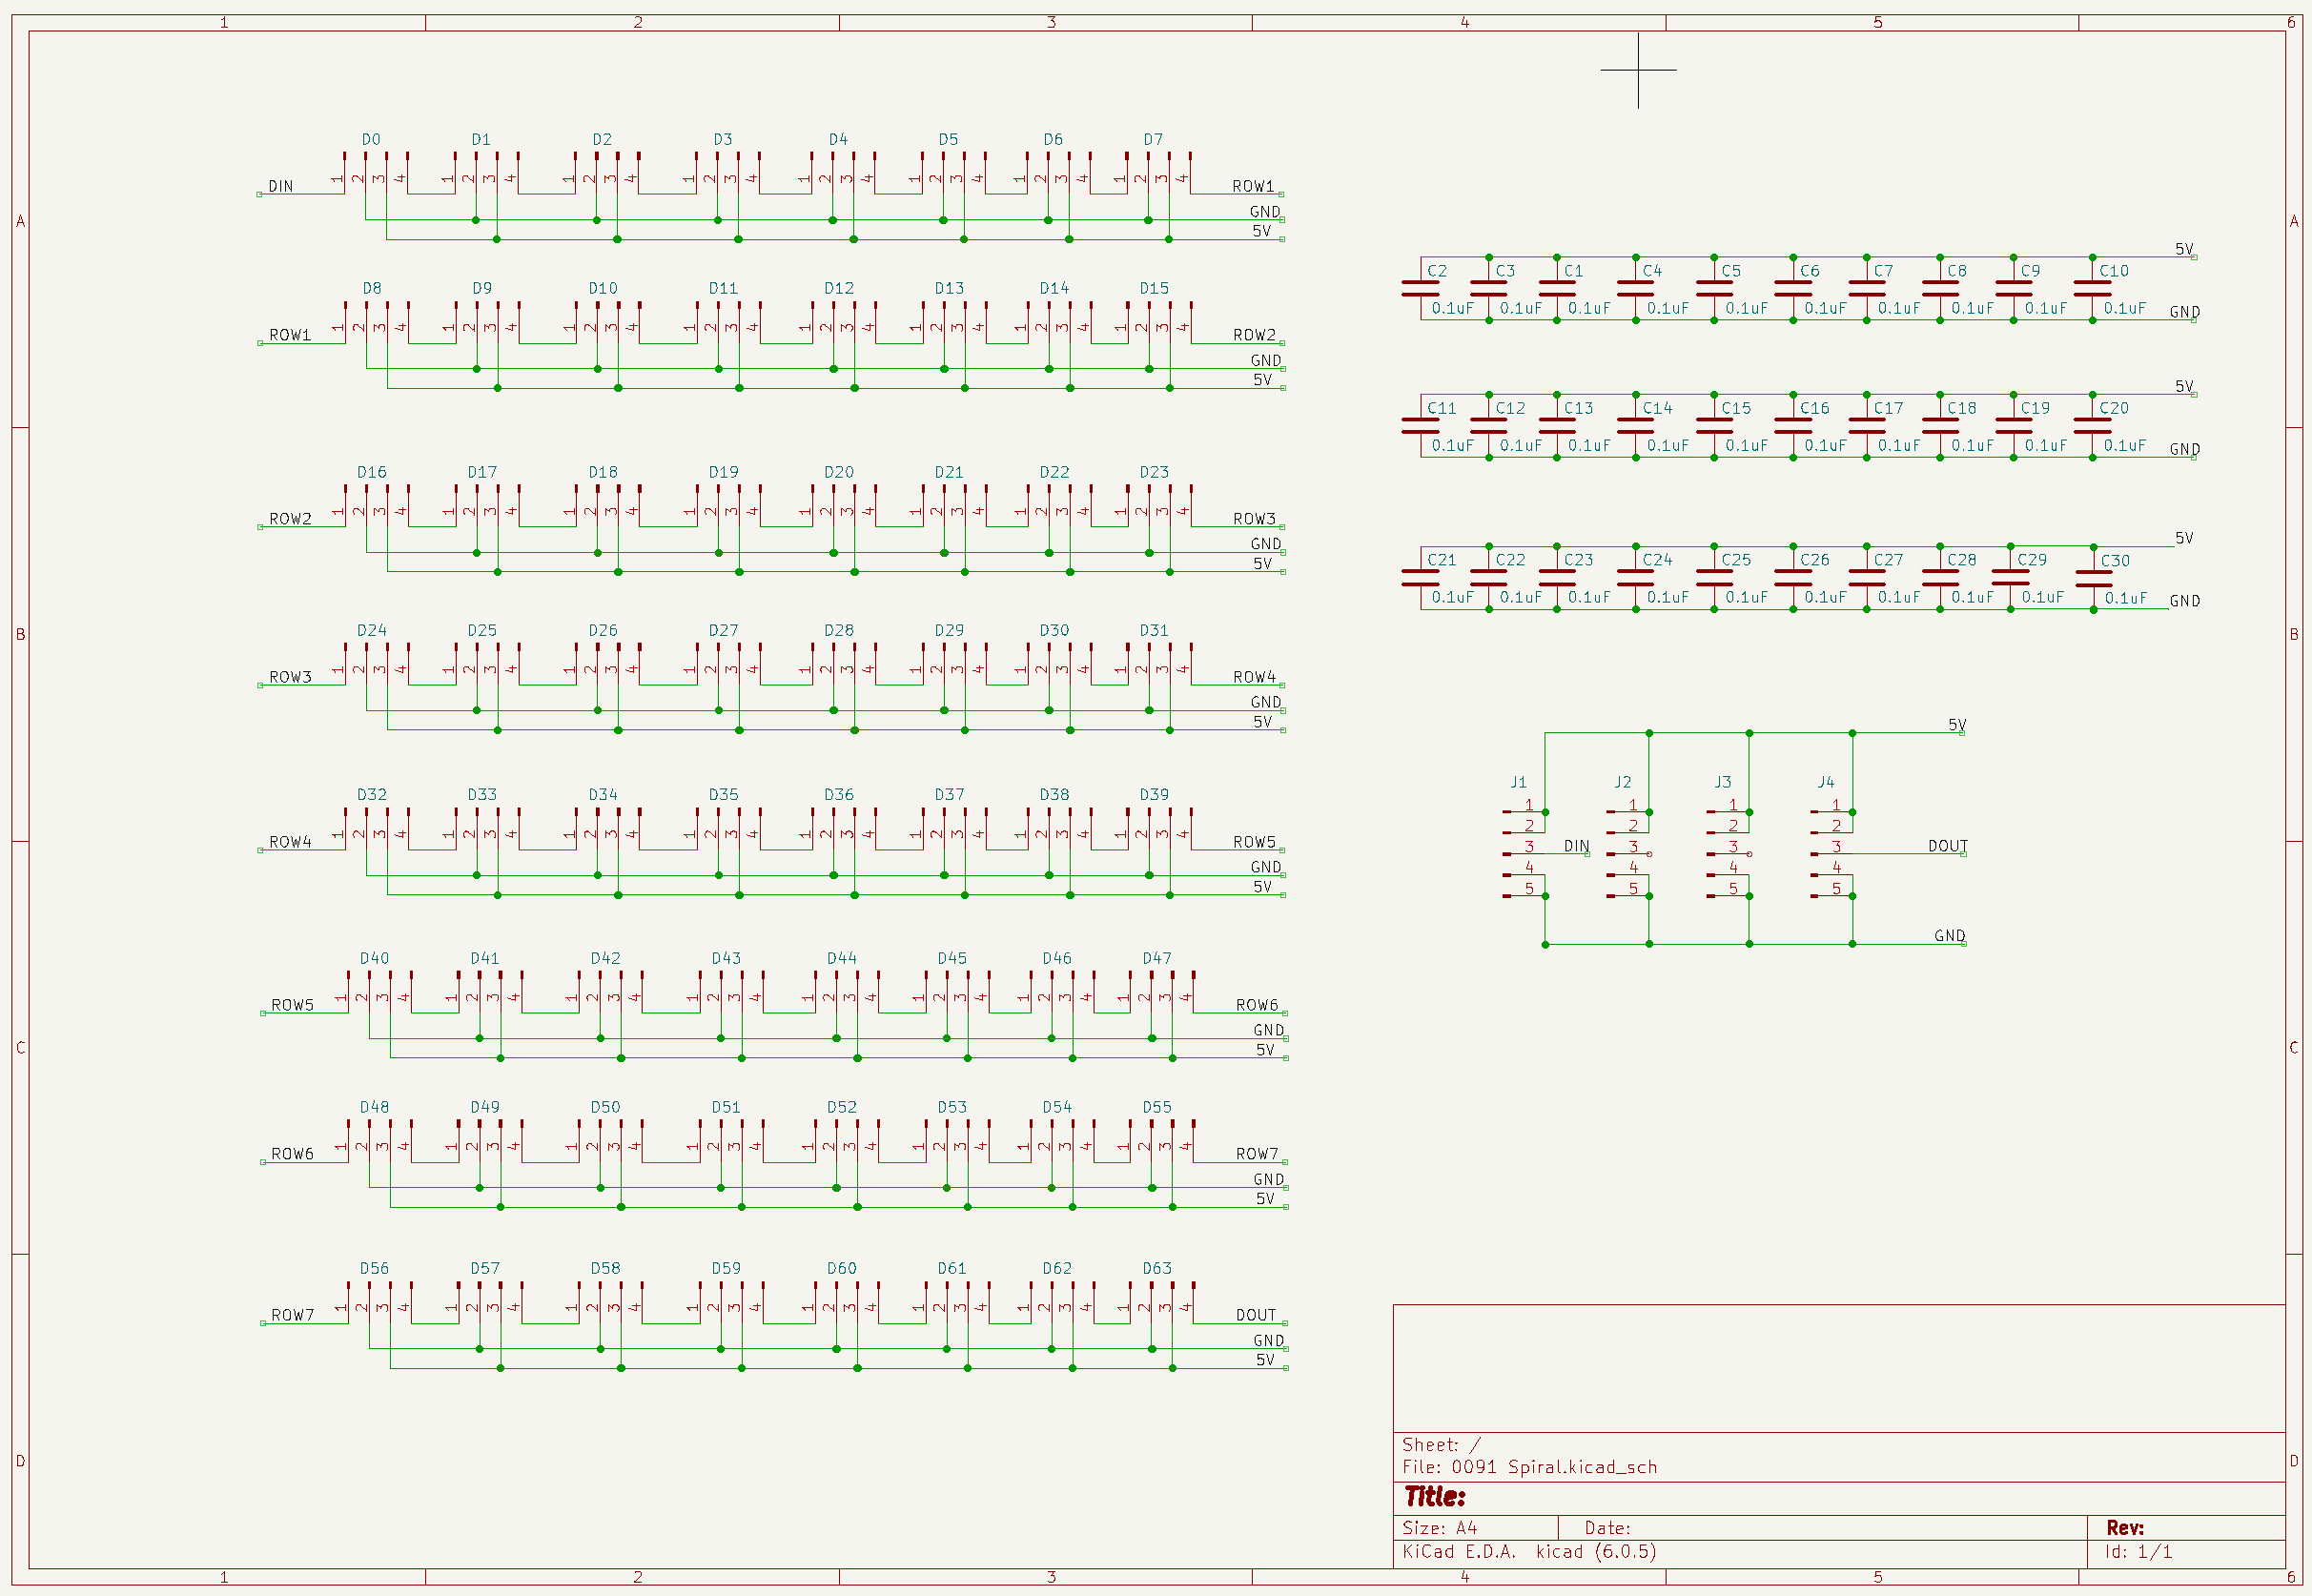 1 2 3 4 5 6
A A
B B
C C
D D
D0 D1 D2 D3 D4 D5 D6 D7
DIN 1 2 3 4 1 2 3 4 1 2 3 4 1 2 3 4 1 2 3 4 1 2 3 4 1 2 3 4 1 2 3 4 ROW1
GND
5V
D8 D9 D10 D11 D12 D13 D14 D15
ROW1 1 2 3 4 1 2 3 4 1 2 3 4 1 2 3 4 1 2 3 4 1 2 3 4 1 2 3 4 1 2 3 4 ROW2
GND
5V
D16 D17 D18 D19 D20 D21 D22 D23
ROW2 1 2 3 4 1 2 3 4 1 2 3 4 1 2 3 4 1 2 3 4 1 2 3 4 1 2 3 4 1 2 3 4 ROW3
GND
5V
D24 D25 D26 D27 D28 D29 D30 D31
ROW3 1 2 3 4 1 2 3 4 1 2 3 4 1 2 3 4 1 2 3 4 1 2 3 4 1 2 3 4 1 2 3 4 ROW4
GND
5V
D32 D33 D34 D35 D36 D37 D38 D39
ROW4 1 2 3 4 1 2 3 4 1 2 3 4 1 2 3 4 1 2 3 4 1 2 3 4 1 2 3 4 1 2 3 4 ROW5
GND
5V
D40 D41 D42 D43 D44 D45 D46 D47
ROW5 1 2 3 4 1 2 3 4 1 2 3 4 1 2 3 4 1 2 3 4 1 2 3 4 1 2 3 4 1 2 3 4 ROW6
GND
5V
D48 D49 D50 D51 D52 D53 D54 D55
ROW6 1 2 3 4 1 2 3 4 1 2 3 4 1 2 3 4 1 2 3 4 1 2 3 4 1 2 3 4 1 2 3 4 ROW7
GND
5V
D56 D57 D58 D59 D60 D61 D62 D63
ROW7 1 2 3 4 1 2 3 4 1 2 3 4 1 2 3 4 1 2 3 4 1 2 3 4 1 2 3 4 1 2 3 4 DOUT
GND
5V
5V
C2 C3 C1 C4 C5 C6 C7 C8 C9 C10
0.1uF 0.1uF 0.1uF 0.1uF 0.1uF 0.1uF 0.1uF 0.1uF 0.1uF 0.1uF GND
5V
C11 C12 C13 C14 C15 C16 C17 C18 C19 C20
0.1uF 0.1uF 0.1uF 0.1uF 0.1uF 0.1uF 0.1uF 0.1uF 0.1uF 0.1uF GND
5V
C21 C22 C23 C24 C25 C26 C27 C28 C29 C30
0.1uF 0.1uF 0.1uF 0.1uF 0.1uF 0.1uF 0.1uF 0.1uF 0.1uF 0.1uF GND
5V
J1 J2 J3 J4
1 1 1 1
2 2 2 2
3 DIN 3 3 3 DOUT
4 4 4 4
5 5 5 5
GND
Sheet: /
File: 0091 Spiral.kicad_sch
Title:
Size: A4 Date: Rev:
KiCad E.D.A. kicad (6.0.5) Id: 1/1
1 2 3 4 5 6